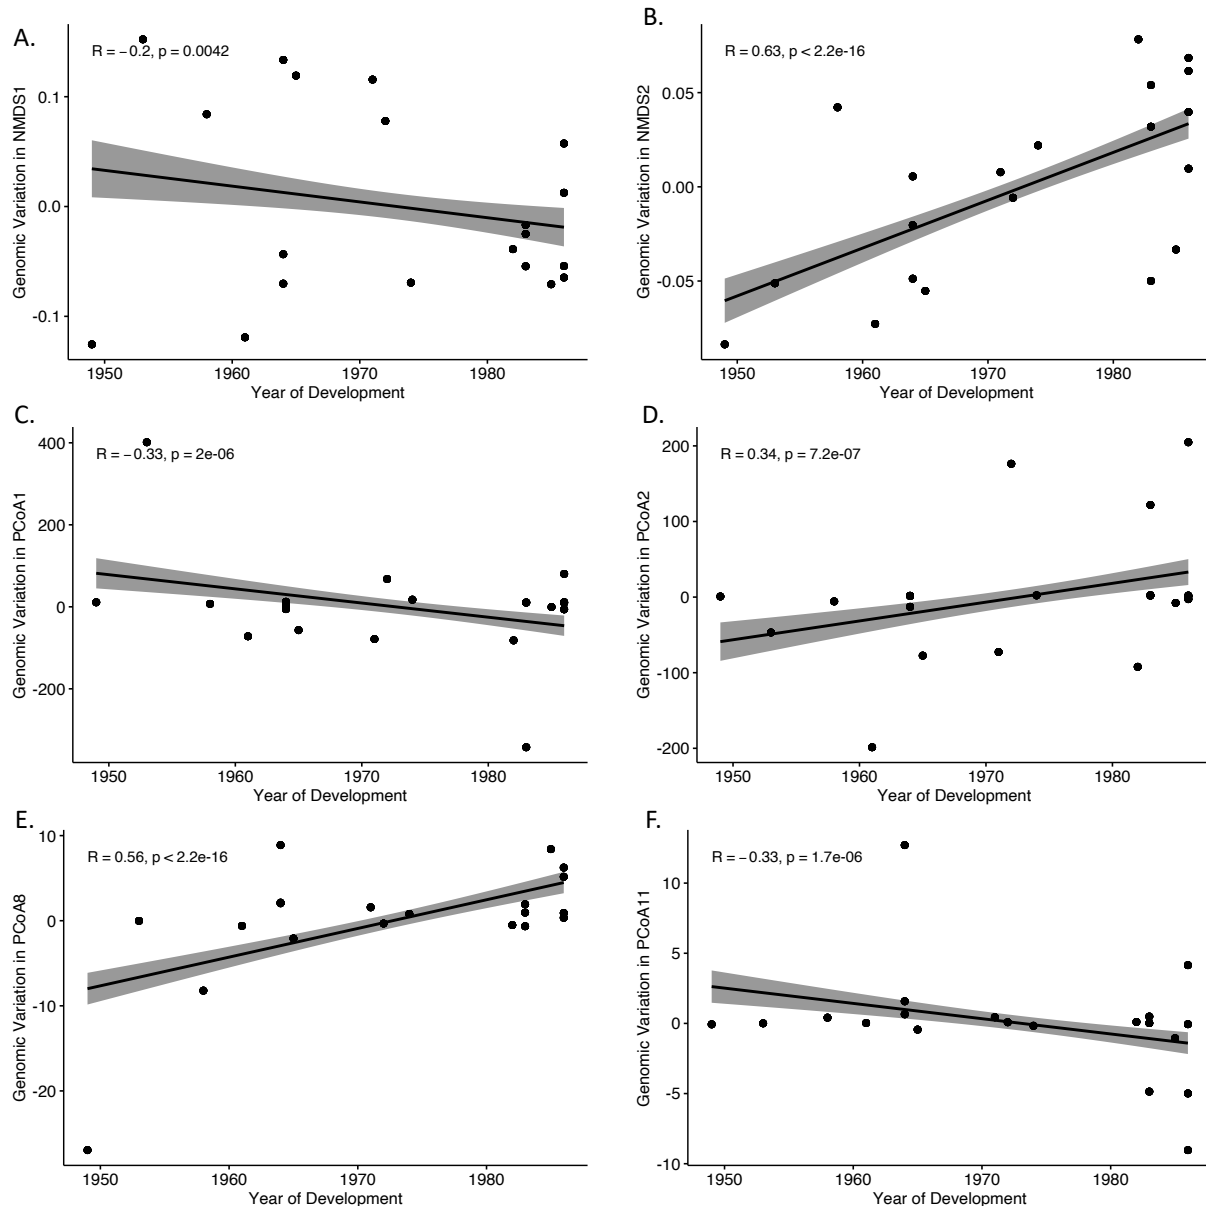 A.
R = −0.2, p = 0.0042
Genomic Variation in NMDS1
0.1
0.0
-0.1
1950 1960 1970 1980
Year of Development
B.
R = 0.63, p < 2.2e-16
Genomic Variation in NMDS2
0.05
0.00
-0.05
1950 1960 1970 1980
Year of Development
C.
R = −0.33, p = 2e-06
Genomic Variation in PCoA1
400
200
0
-200
1950 1960 1970 1980
Year of Development
D.
R = 0.34, p = 7.2e-07
Genomic Variation in PCoA2
200
100
0
-100
-200
1950 1960 1970 1980
Year of Development
E.
R = 0.56, p < 2.2e-16
Genomic Variation in PCoA8
10
0
-10
-20
1950 1960 1970 1980
Year of Development
F.
R = −0.33, p = 1.7e-06
Genomic Variation in PCoA11
10
5
0
-5
-10
1950 1960 1970 1980
Year of Development